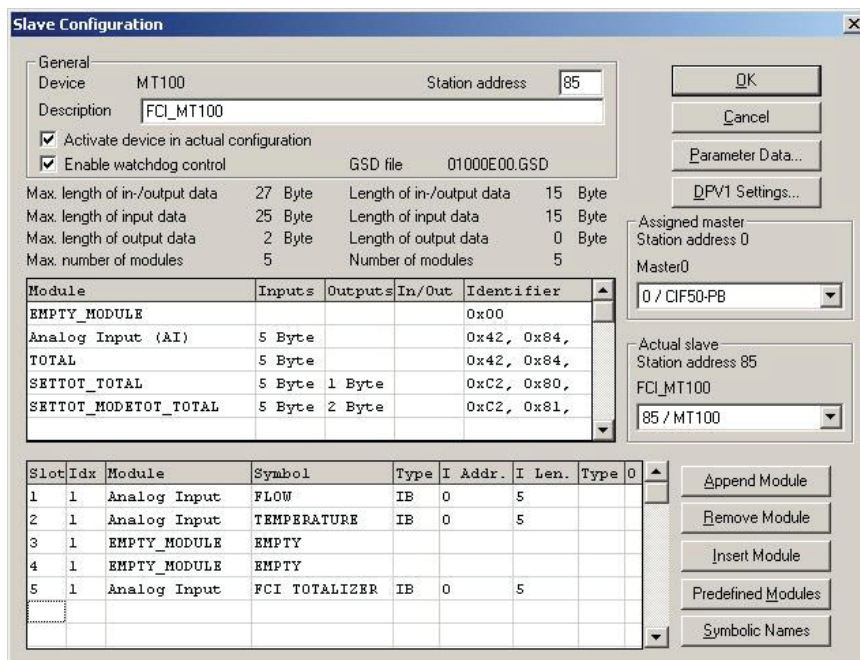 Slave Configuration
General
Device MT100 Station address 85
Description FCI_MT100
Activate device in actual configuration
Enable watchdog control GSD file 01000E00.GSD
OK
Cancel
Parameter Data...
DPV1 Settings...
Max. length of in-/output data 27 Byte Length of in-/output data 15 Byte
Max. length of input data 25 Byte Length of input data 15 Byte
Max. length of output data 2 Byte Length of output data 0 Byte
Max. number of modules 5 Number of modules 5
Assigned master
Station address 0
Master0
0 / CIF50-PB
Module Inputs Outputs In/Out Identifier
EMPTY_MODULE 0x00
Analog Input (AI) 5 Byte 0x42, 0x84,
TOTAL 5 Byte 0x42, 0x84,
SETTOT_TOTAL 5 Byte 1 Byte 0xC2, 0x80,
SETTOT_MODETOT_TOTAL 5 Byte 2 Byte 0xC2, 0x81,
Actual slave
Station address 85
FCI_MT100
85 / MT100
Slot Idx Module Symbol Type I Addr. I Len. Type O
1 1 Analog Input FLOW IB 0 5
2 1 Analog Input TEMPERATURE IB 0 5
3 1 EMPTY_MODULE EMPTY
4 1 EMPTY_MODULE EMPTY
5 1 Analog Input FCI TOTALIZER IB 0 5
Append Module
Remove Module
Insert Module
Predefined Modules
Symbolic Names